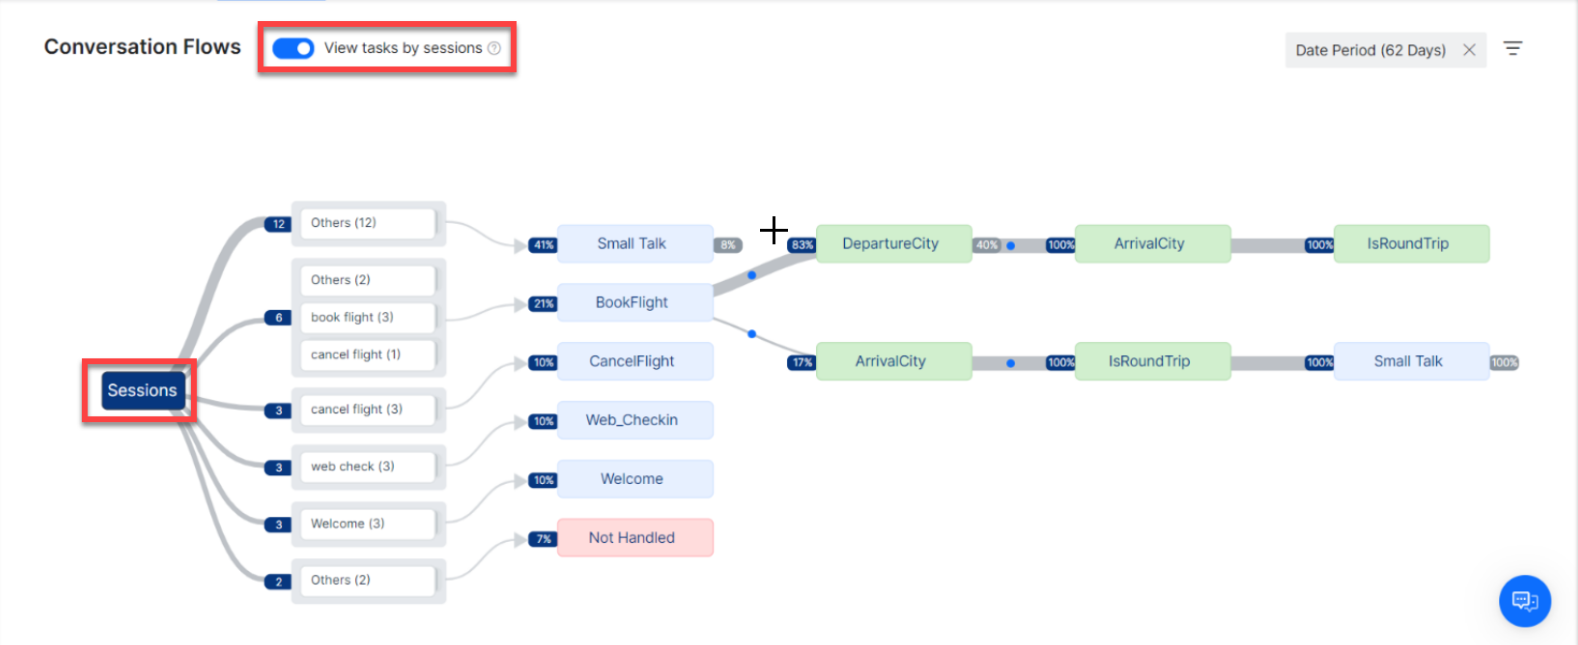 Conversation Flows
View tasks by sessions
Date Period (62 Days)
Sessions
12
Others (12)
6
Others (2)
book flight (3)
cancel flight (1)
3
cancel flight (3)
3
web check (3)
3
Welcome (3)
2
Others (2)
41%
Small Talk
8%
21%
BookFlight
10%
CancelFlight
10%
Web_Checkin
10%
Welcome
7%
Not Handled
83%
DepartureCity
40%
100%
ArrivalCity
100%
IsRoundTrip
17%
ArrivalCity
100%
IsRoundTrip
100%
Small Talk
100%